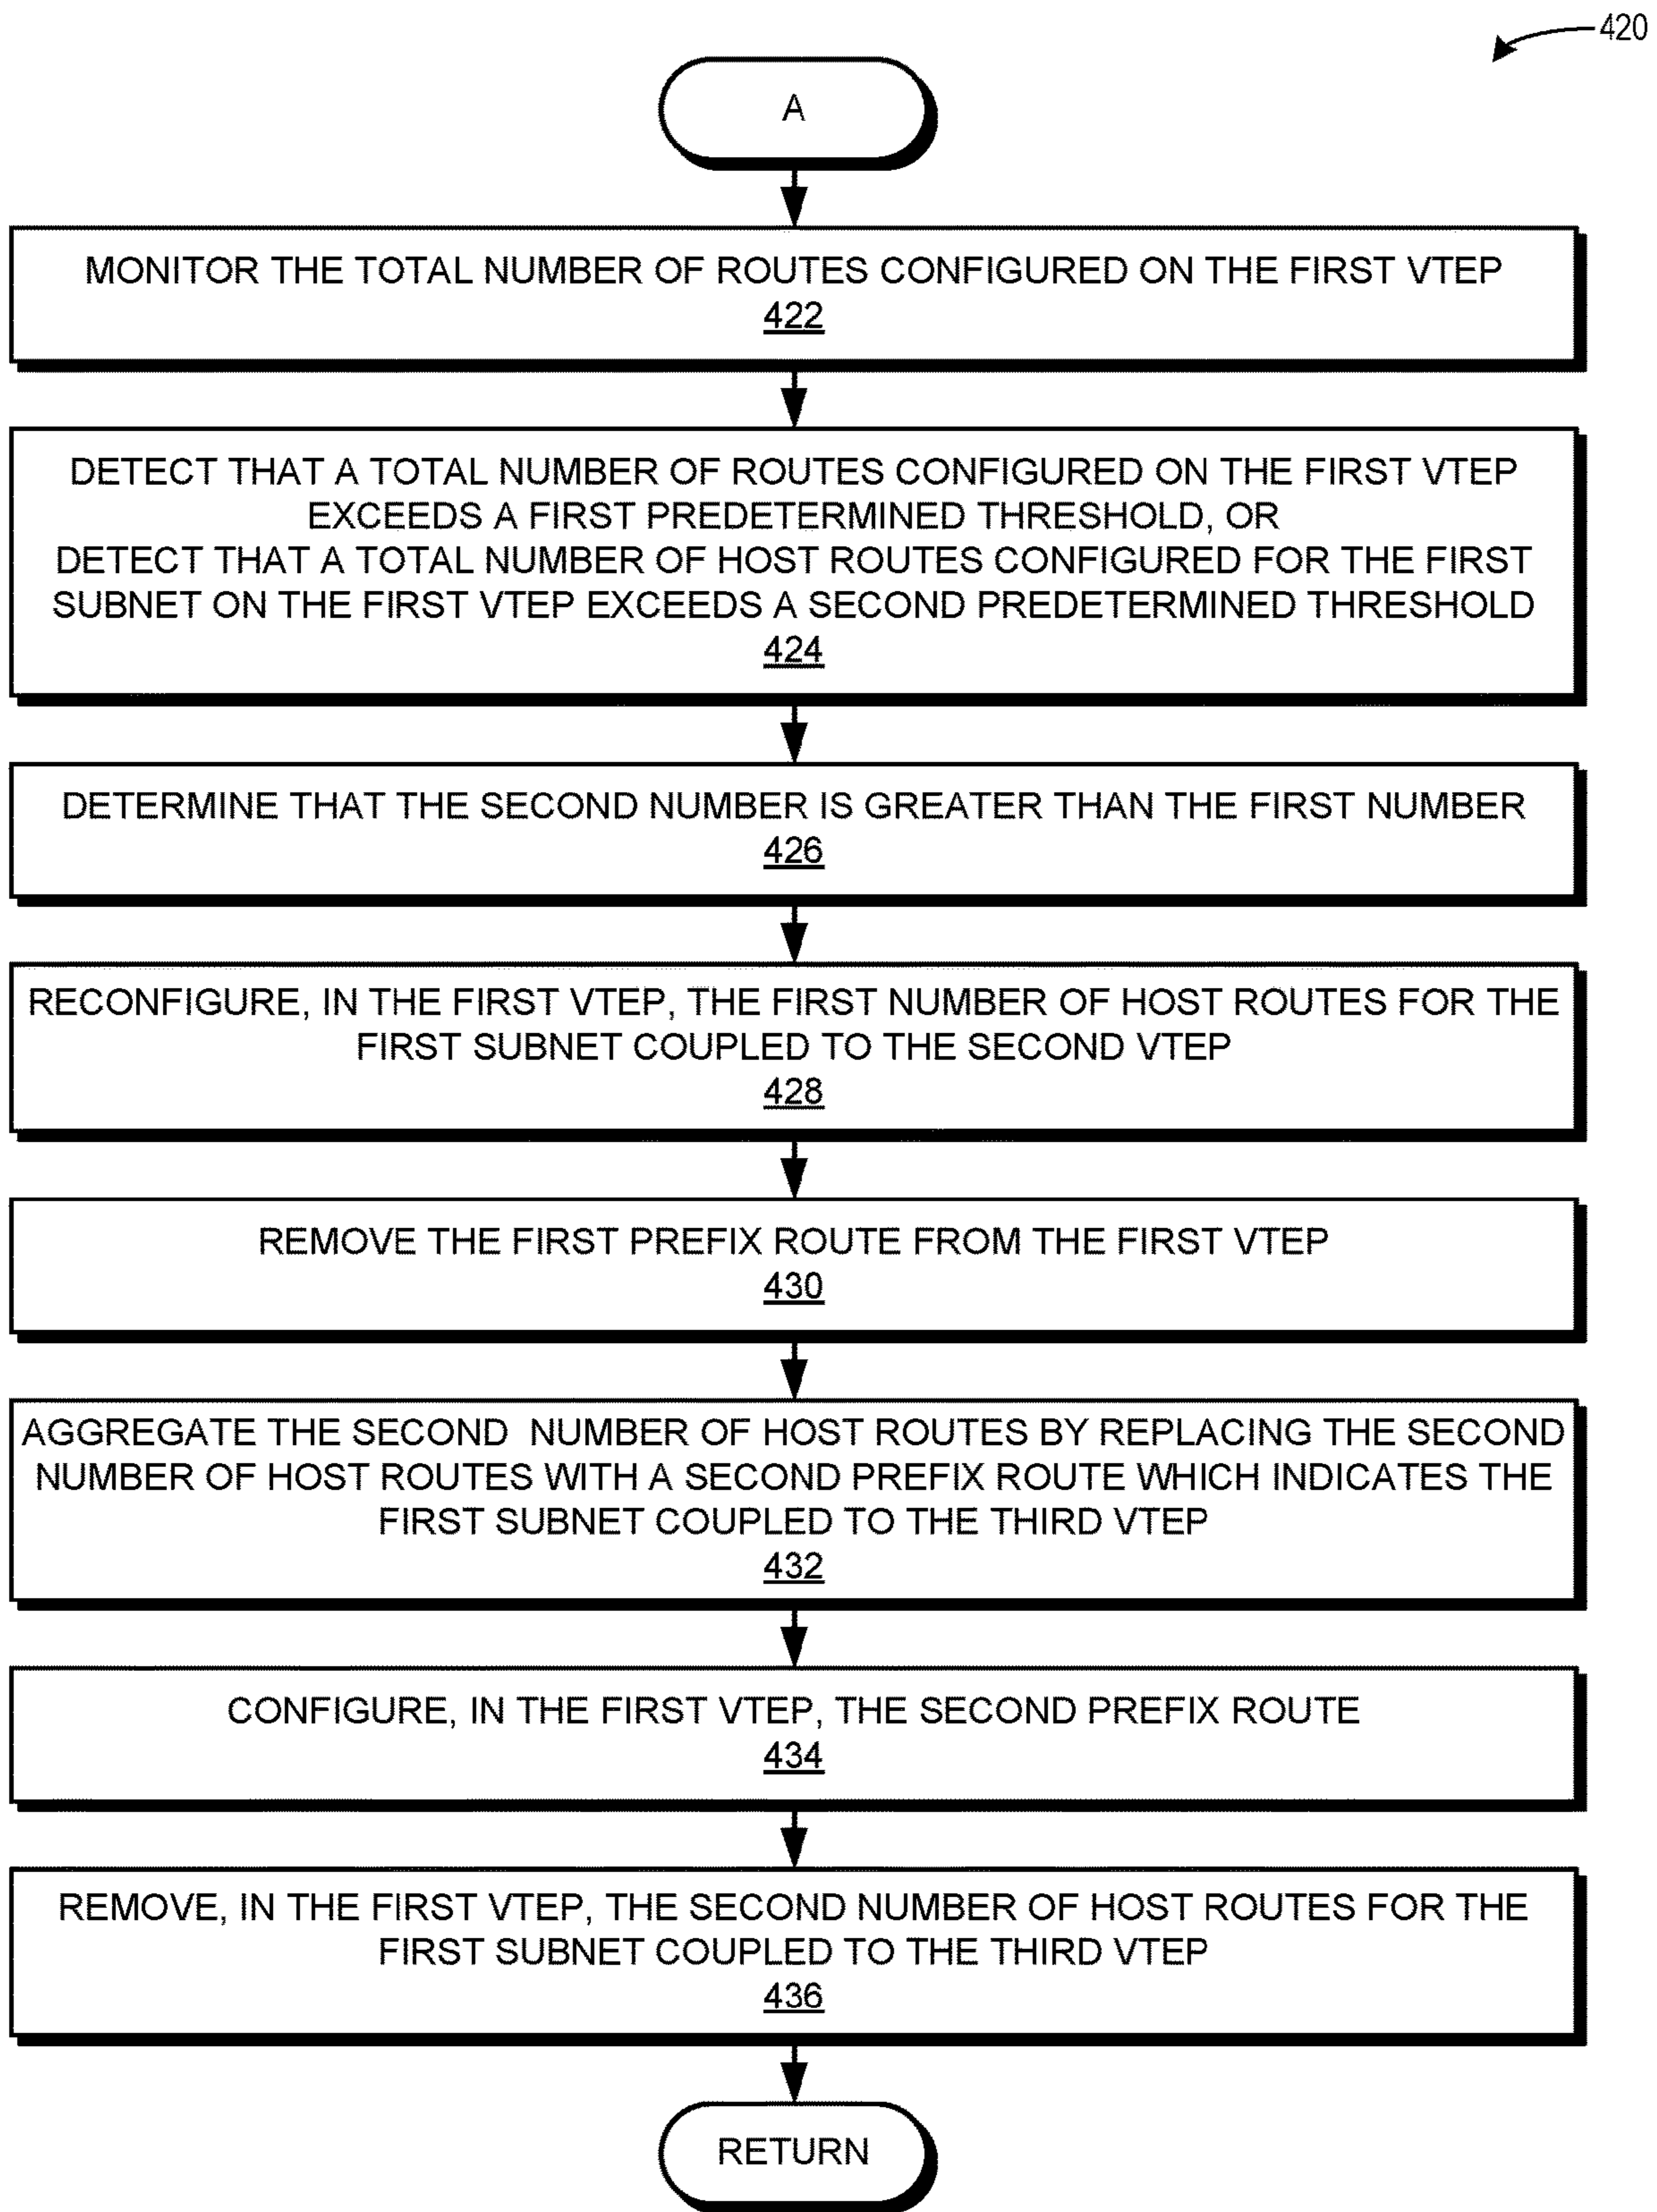 420
A
MONITOR THE TOTAL NUMBER OF ROUTES CONFIGURED ON THE FIRST VTEP
422
DETECT THAT A TOTAL NUMBER OF ROUTES CONFIGURED ON THE FIRST VTEP
EXCEEDS A FIRST PREDETERMINED THRESHOLD, OR
DETECT THAT A TOTAL NUMBER OF HOST ROUTES CONFIGURED FOR THE FIRST
SUBNET ON THE FIRST VTEP EXCEEDS A SECOND PREDETERMINED THRESHOLD
424
DETERMINE THAT THE SECOND NUMBER IS GREATER THAN THE FIRST NUMBER
426
RECONFIGURE, IN THE FIRST VTEP, THE FIRST NUMBER OF HOST ROUTES FOR THE
FIRST SUBNET COUPLED TO THE SECOND VTEP
428
REMOVE THE FIRST PREFIX ROUTE FROM THE FIRST VTEP
430
AGGREGATE THE SECOND NUMBER OF HOST ROUTES BY REPLACING THE SECOND
NUMBER OF HOST ROUTES WITH A SECOND PREFIX ROUTE WHICH INDICATES THE
FIRST SUBNET COUPLED TO THE THIRD VTEP
432
CONFIGURE, IN THE FIRST VTEP, THE SECOND PREFIX ROUTE
434
REMOVE, IN THE FIRST VTEP, THE SECOND NUMBER OF HOST ROUTES FOR THE
FIRST SUBNET COUPLED TO THE THIRD VTEP
436
RETURN